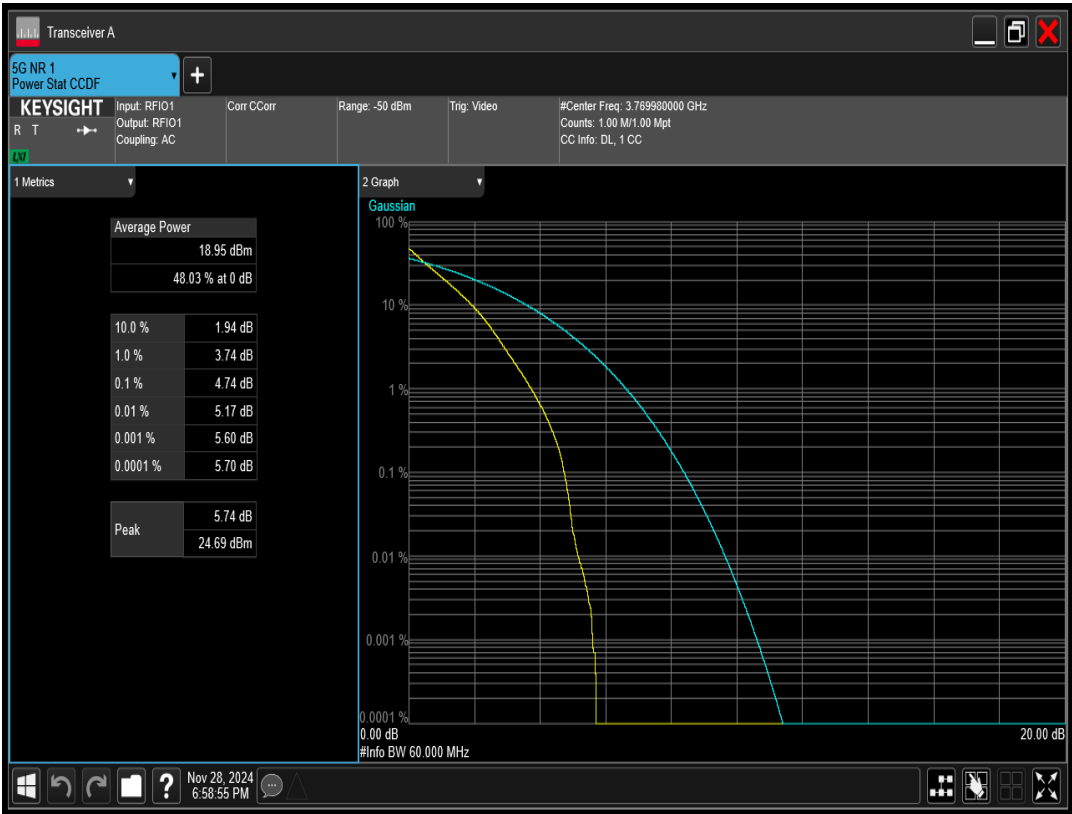 Transceiver A
5G NR 1
Power Stat CCDF
+
KEYSIGHT
R T
LXI
Input: RFIO1
Output: RFIO1
Coupling: AC
Corr CCorr
Range: -50 dBm
Trig: Video
#Center Freq: 3.769980000 GHz
Counts: 1.00 M/1.00 Mpt
CC Info: DL, 1 CC
1 Metrics
Average Power
18.95 dBm
48.03 % at 0 dB
10.0 % 1.94 dB
1.0 % 3.74 dB
0.1 % 4.74 dB
0.01 % 5.17 dB
0.001 % 5.60 dB
0.0001 % 5.70 dB
Peak
5.74 dB
24.69 dBm
2 Graph
Gaussian
100 %
10 %
1 %
0.1 %
0.01 %
0.001 %
0.0001 %
0.00 dB
20.00 dB
#Info BW 60.000 MHz
?
Nov 28, 2024
6:58:55 PM